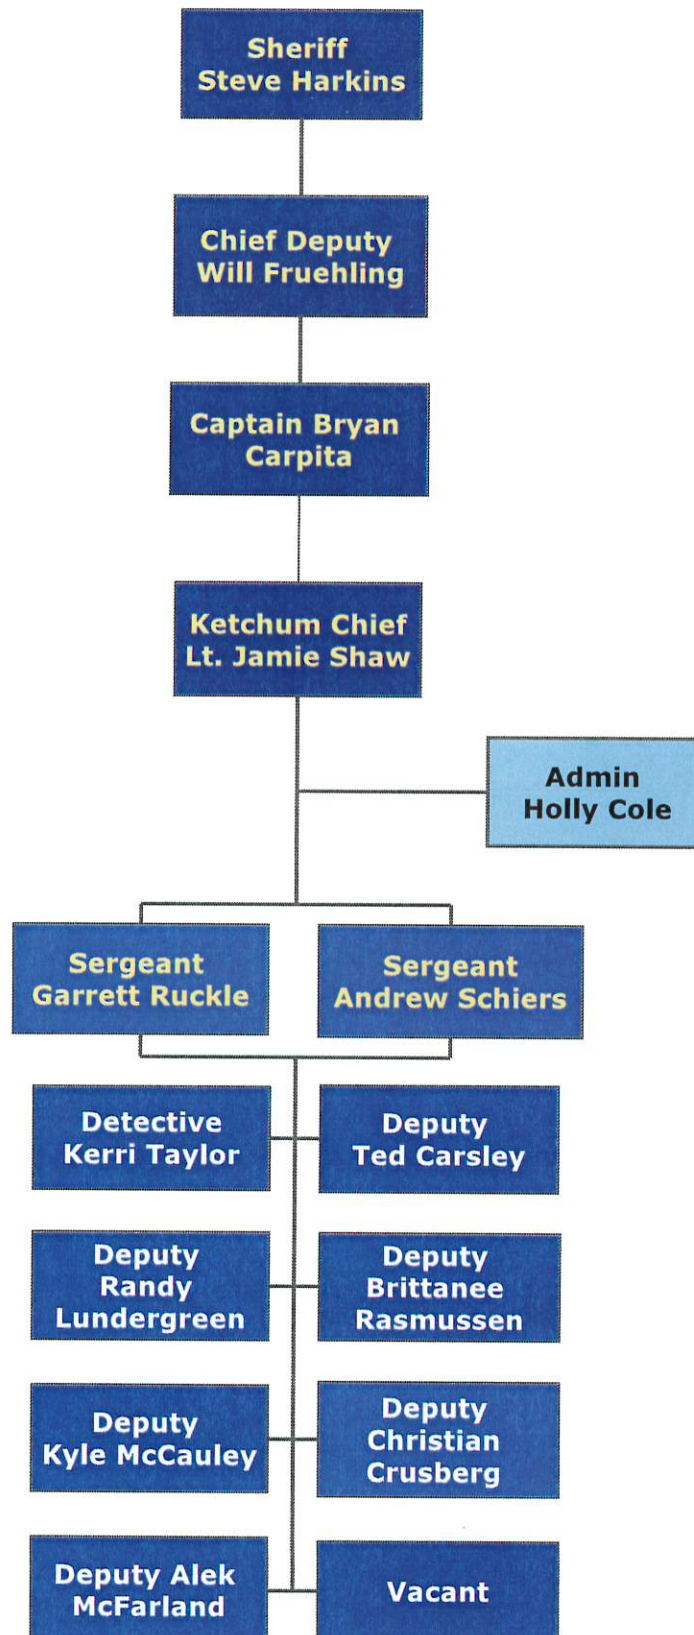 Sheriff
Steve Harkins
Chief Deputy
Will Fruehling
Captain Bryan
Carpita
Ketchum Chief
Lt. Jamie Shaw
Admin
Holly Cole
Sergeant
Garrett Ruckle
Sergeant
Andrew Schiers
Detective
Kerri Taylor
Deputy
Ted Carsley
Deputy
Randy
Lundergreen
Deputy
Brittanee
Rasmussen
Deputy
Kyle McCauley
Deputy
Christian
Crusberg
Deputy Alek
McFarland
Vacant